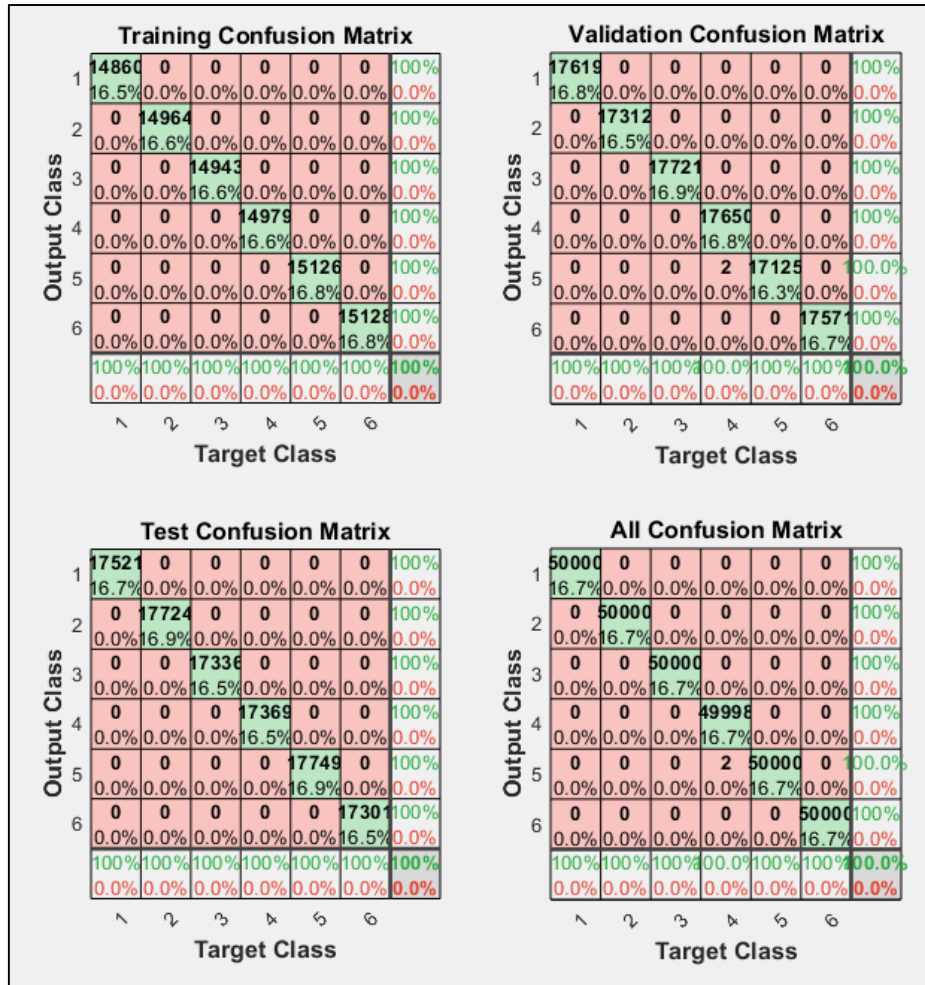 Training Confusion Matrix
Output Class
1 14860 0 0 0 0 0 100%
16.5% 0.0% 0.0% 0.0% 0.0% 0.0% 0.0%
2 0 14964 0 0 0 0 100%
0.0% 16.6% 0.0% 0.0% 0.0% 0.0% 0.0%
3 0 0 14943 0 0 0 100%
0.0% 0.0% 16.6% 0.0% 0.0% 0.0% 0.0%
4 0 0 0 14979 0 0 100%
0.0% 0.0% 0.0% 16.6% 0.0% 0.0% 0.0%
5 0 0 0 0 15126 0 100%
0.0% 0.0% 0.0% 0.0% 16.8% 0.0% 0.0%
6 0 0 0 0 0 15128 100%
0.0% 0.0% 0.0% 0.0% 0.0% 16.8% 0.0%
100% 100% 100% 100% 100% 100% 100%
0.0% 0.0% 0.0% 0.0% 0.0% 0.0% 0.0%
1 2 3 4 5 6
Target Class
Validation Confusion Matrix
Output Class
1 17619 0 0 0 0 0 100%
16.8% 0.0% 0.0% 0.0% 0.0% 0.0% 0.0%
2 0 17312 0 0 0 0 100%
0.0% 16.5% 0.0% 0.0% 0.0% 0.0% 0.0%
3 0 0 17721 0 0 0 100%
0.0% 0.0% 16.9% 0.0% 0.0% 0.0% 0.0%
4 0 0 0 17650 0 0 100%
0.0% 0.0% 0.0% 16.8% 0.0% 0.0% 0.0%
5 0 0 0 2 17125 0 100.0%
0.0% 0.0% 0.0% 0.0% 16.3% 0.0% 0.0%
6 0 0 0 0 0 17571 100%
0.0% 0.0% 0.0% 0.0% 0.0% 16.7% 0.0%
100% 100% 100% 100.0% 100% 100% 100.0%
0.0% 0.0% 0.0% 0.0% 0.0% 0.0% 0.0%
1 2 3 4 5 6
Target Class
Test Confusion Matrix
Output Class
1 17521 0 0 0 0 0 100%
16.7% 0.0% 0.0% 0.0% 0.0% 0.0% 0.0%
2 0 17724 0 0 0 0 100%
0.0% 16.9% 0.0% 0.0% 0.0% 0.0% 0.0%
3 0 0 17336 0 0 0 100%
0.0% 0.0% 16.5% 0.0% 0.0% 0.0% 0.0%
4 0 0 0 17369 0 0 100%
0.0% 0.0% 0.0% 16.5% 0.0% 0.0% 0.0%
5 0 0 0 0 17749 0 100%
0.0% 0.0% 0.0% 0.0% 16.9% 0.0% 0.0%
6 0 0 0 0 0 17301 100%
0.0% 0.0% 0.0% 0.0% 0.0% 16.5% 0.0%
100% 100% 100% 100% 100% 100% 100%
0.0% 0.0% 0.0% 0.0% 0.0% 0.0% 0.0%
1 2 3 4 5 6
Target Class
All Confusion Matrix
Output Class
1 50000 0 0 0 0 0 100%
16.7% 0.0% 0.0% 0.0% 0.0% 0.0% 0.0%
2 0 50000 0 0 0 0 100%
0.0% 16.7% 0.0% 0.0% 0.0% 0.0% 0.0%
3 0 0 50000 0 0 0 100%
0.0% 0.0% 16.7% 0.0% 0.0% 0.0% 0.0%
4 0 0 0 49998 0 0 100%
0.0% 0.0% 0.0% 16.7% 0.0% 0.0% 0.0%
5 0 0 0 2 50000 0 100.0%
0.0% 0.0% 0.0% 0.0% 16.7% 0.0% 0.0%
6 0 0 0 0 0 50000 100%
0.0% 0.0% 0.0% 0.0% 0.0% 16.7% 0.0%
100% 100% 100% 100.0% 100% 100% 100.0%
0.0% 0.0% 0.0% 0.0% 0.0% 0.0% 0.0%
1 2 3 4 5 6
Target Class